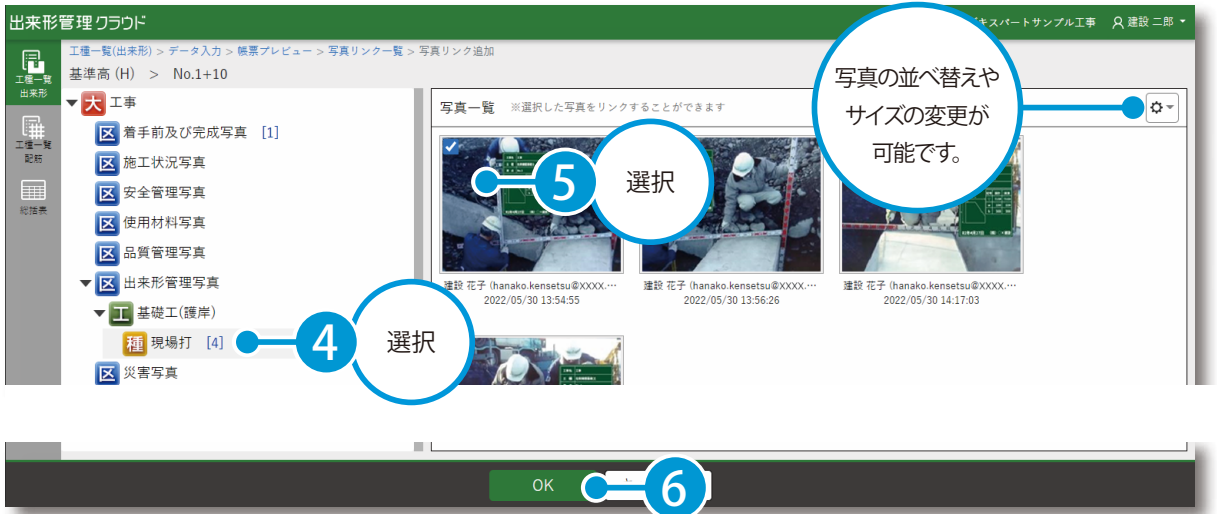 出来形管理クラウド
キスパートサンプル工事 建設 二郎
工種一覧
出来形
工種一覧
配筋
総括表
工種一覧(出来形) > データ入力 > 帳票プレビュー > 写真リンク一覧 > 写真リンク追加
基準高 (H) > No.1+10
大 工事
区 着手前及び完成写真 [1]
区 施工状況写真
区 安全管理写真
区 使用材料写真
区 品質管理写真
区 出来形管理写真
工 基礎工(護岸)
種 現場打 [4]
区 災害写真
4
選択
写真一覧 ※選択した写真をリンクすることができます
写真の並べ替えや
サイズの変更が
可能です。
5
選択
建設 花子 (hanako.kensetsu@XXXX.…
2022/05/30 13:54:55
建設 花子 (hanako.kensetsu@XXXX.…
2022/05/30 13:56:26
建設 花子 (hanako.kensetsu@XXXX.…
2022/05/30 14:17:03
OK
6